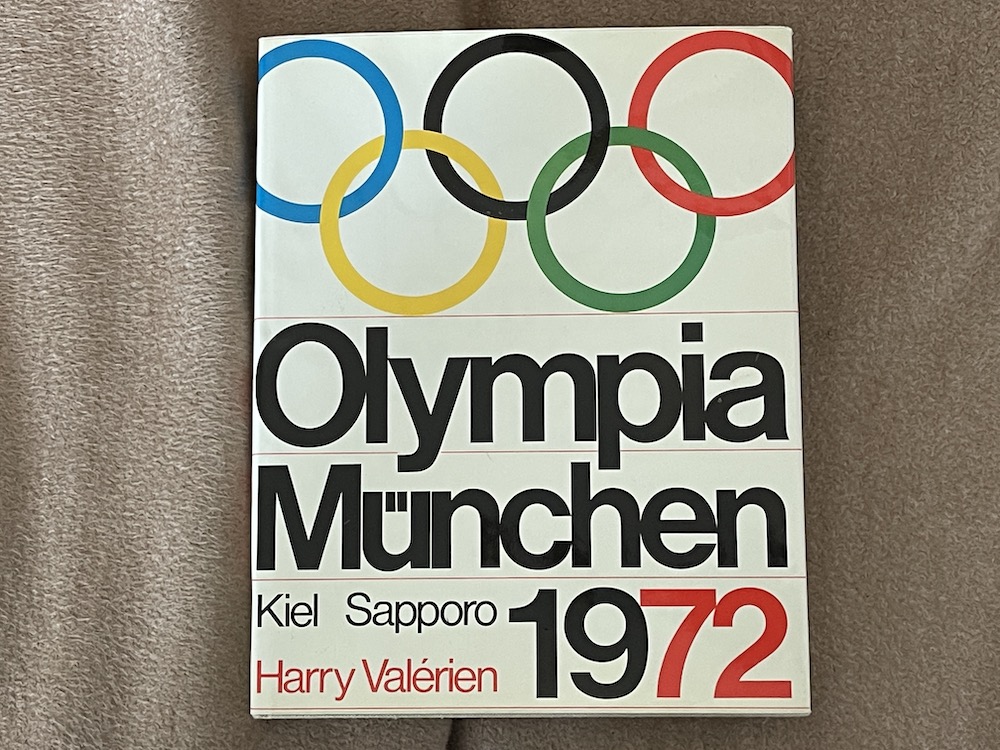 Olympia
München
Kiel Sapporo 1972
Harry Valérien